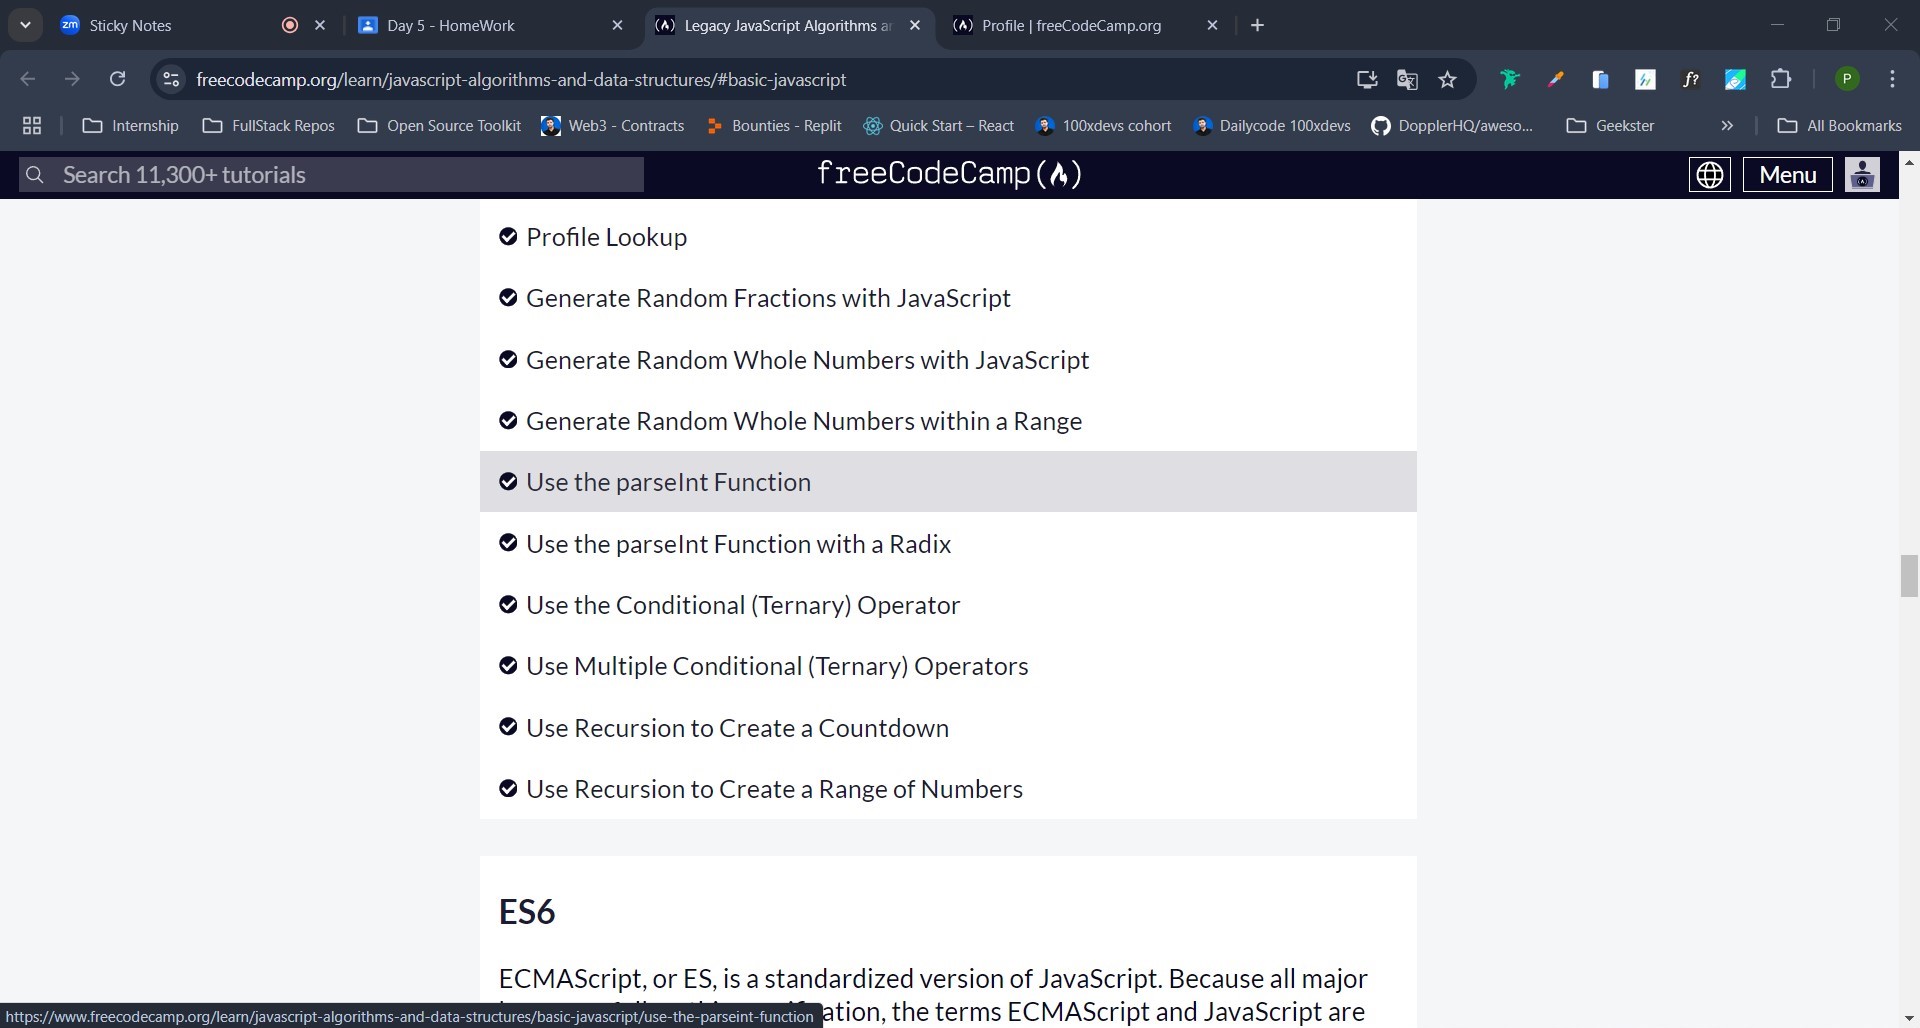 zm Sticky Notes
Day 5 - HomeWork
Legacy JavaScript Algorithms ar
Profile | freeCodeCamp.org
freecodecamp.org/learn/javascript-algorithms-and-data-structures/#basic-javascript
f?
P
Internship
FullStack Repos
Open Source Toolkit
Web3 - Contracts
Bounties - Replit
Quick Start – React
100xdevs cohort
Dailycode 100xdevs
DopplerHQ/aweso...
Geekster
All Bookmarks
Search 11,300+ tutorials
freeCodeCamp
Menu
Profile Lookup
Generate Random Fractions with JavaScript
Generate Random Whole Numbers with JavaScript
Generate Random Whole Numbers within a Range
Use the parseInt Function
Use the parseInt Function with a Radix
Use the Conditional (Ternary) Operator
Use Multiple Conditional (Ternary) Operators
Use Recursion to Create a Countdown
Use Recursion to Create a Range of Numbers
ES6
ECMAScript, or ES, is a standardized version of JavaScript. Because all major
ation, the terms ECMAScript and JavaScript are
https://www.freecodecamp.org/learn/javascript-algorithms-and-data-structures/basic-javascript/use-the-parseint-function